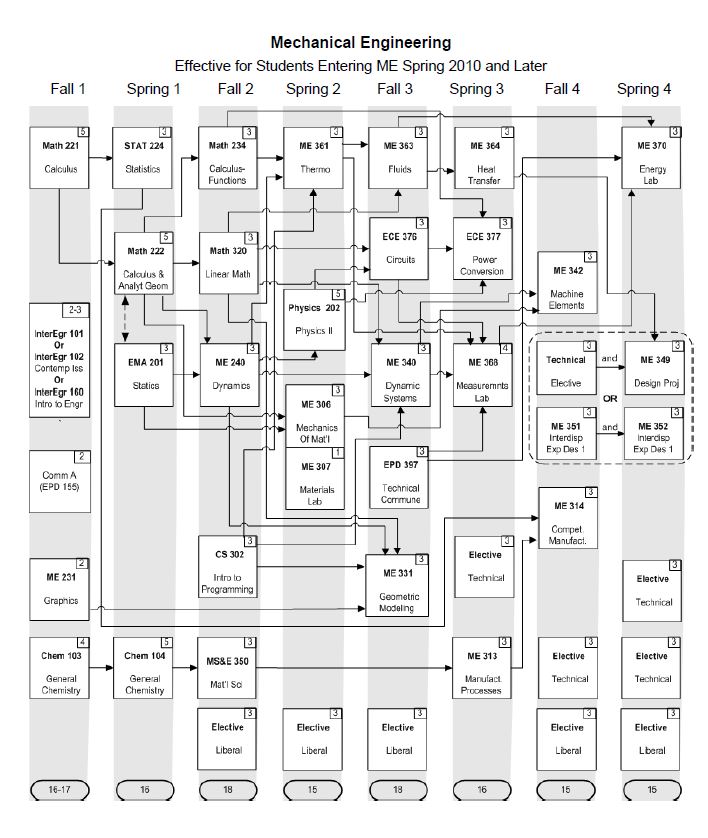 Mechanical Engineering
Effective for Students Entering ME Spring 2010 and Later
Fall 1 Spring 1 Fall 2 Spring 2 Fall 3 Spring 3 Fall 4 Spring 4
5
Math 221
Calculus
3
STAT 224
Statistics
3
Math 234
Calculus-
Functions
3
ME 361
Thermo
3
ME 363
Fluids
3
ME 364
Heat
Transfer
3
ME 370
Energy
Lab
5
Math 222
Calculus &
Analyt Geom
3
Math 320
Linear Math
3
ECE 376
Circuits
3
ECE 377
Power
Conversion
3
ME 342
Machine
Elements
2-3
InterEgr 101
Or
InterEgr 102
Contemp Iss.
Or
InterEgr 160
Intro to Engr
5
Physics 202
Physics II
3
EMA 201
Statics
3
ME 240
Dynamics
3
ME 340
Dynamic
Systems
4
ME 368
Measuremnts
Lab
3
Technical
Elective
and
3
ME 349
Design Proj
OR
3
ME 351
Interdisp
Exp Des 1
and
3
ME 352
Interdisp
Exp Des 1
3
ME 306
Mechanics
Of Mat'l
1
ME 307
Materials
Lab
2
Comm A
(EPD 155)
3
EPD 397
Technical
Commune
3
ME 314
Compet.
Manufact.
2
ME 231
Graphics
3
CS 302
Intro to
Programming
3
ME 331
Geometric
Modeling
3
Elective
Technical
3
Elective
Technical
4
Chem 103
General
Chemistry
5
Chem 104
General
Chemistry
3
MS&E 350
Mat'l Sci
3
ME 313
Manufact.
Processes
3
Elective
Technical
3
Elective
Technical
3
Elective
Liberal
3
Elective
Liberal
3
Elective
Liberal
3
Elective
Liberal
3
Elective
Liberal
16-17 16 18 15 18 16 15 15